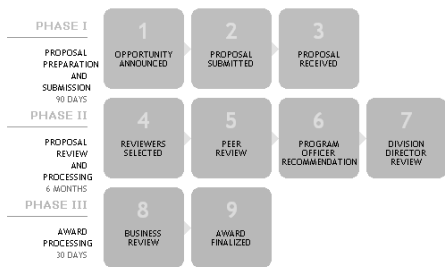 PHASE I
PROPOSAL
PREPARATION
AND
SUBMISSION
90 DAYS
1
OPPORTUNITY
ANNOUNCED
2
PROPOSAL
SUBMITTED
3
PROPOSAL
RECEIVED
PHASE II
PROPOSAL
REVIEW
AND
PROCESSING
6 MONTHS
4
REVIEWERS
SELECTED
5
PEER
REVIEW
6
PROGRAM
OFFICER
RECOMMENDATION
7
DIVISION
DIRECTOR
REVIEW
PHASE III
AWARD
PROCESSING
30 DAYS
8
BUSINESS
REVIEW
9
AWARD
FINALIZED